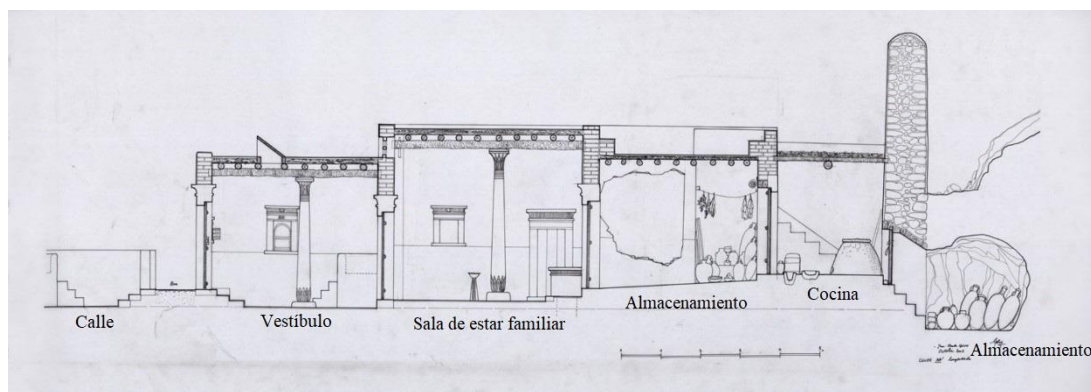 Calle
Vestíbulo
Sala de estar familiar
Almacenamiento
Cocina
Almacenamiento